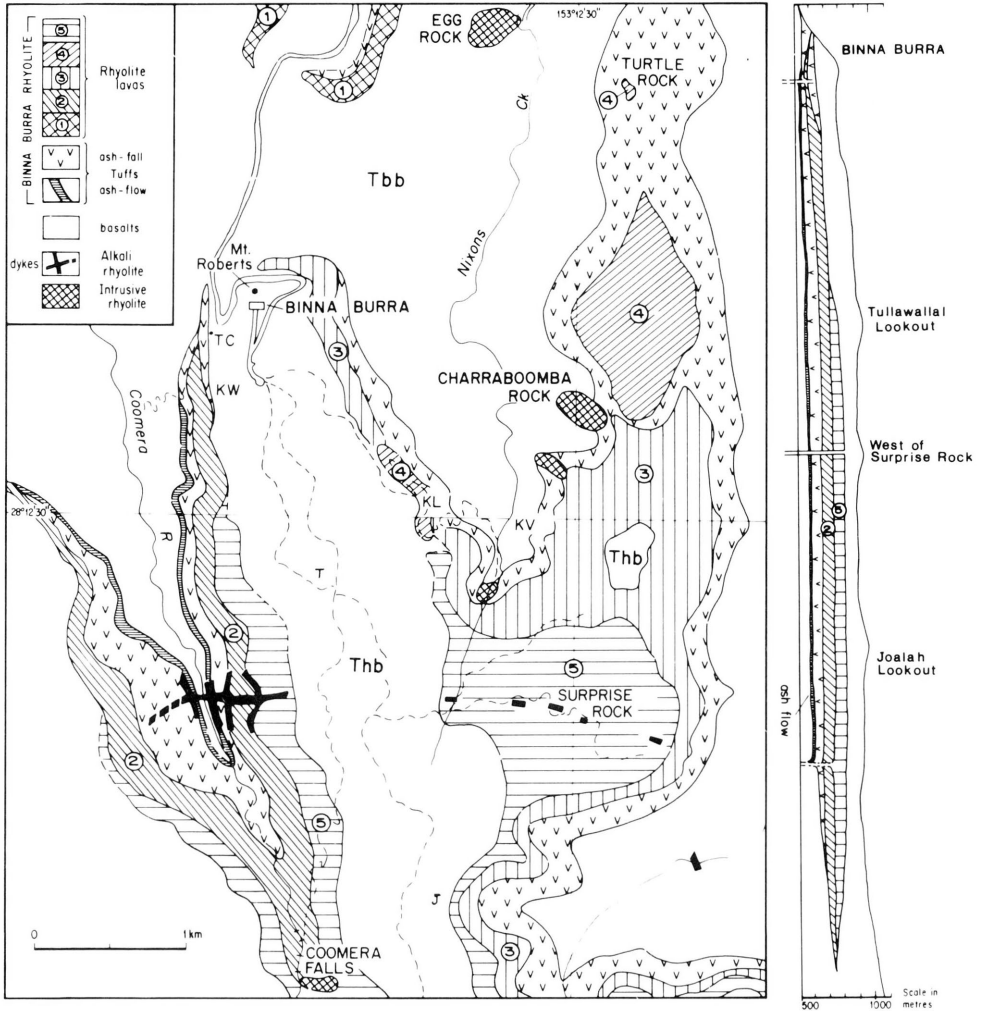 BINNA BURRA RHYOLITE
5
4
3
2
1
Rhyolite
lavas
ash-fall
Tuffs
ash-flow
basalts
dykes
Alkali
rhyolite
Intrusive
rhyolite
1
1
EGG
ROCK
153°12'30"
TURTLE
ROCK
4
Ck
Nixons
Tbb
Mt.
Roberts
BINNA BURRA
TC
KW
3
4
CHARRABOOMBA
ROCK
Coomera
R
28°12'30"
4
KL
KV
3
Thb
T
2
Thb
5
SURPRISE
ROCK
2
5
J
3
0
1km
COOMERA
FALLS
BINNA BURRA
Tullawallal
Lookout
West of
Surprise Rock
5
2
Joalah
Lookout
ash flow
500
1000
Scale in
metres